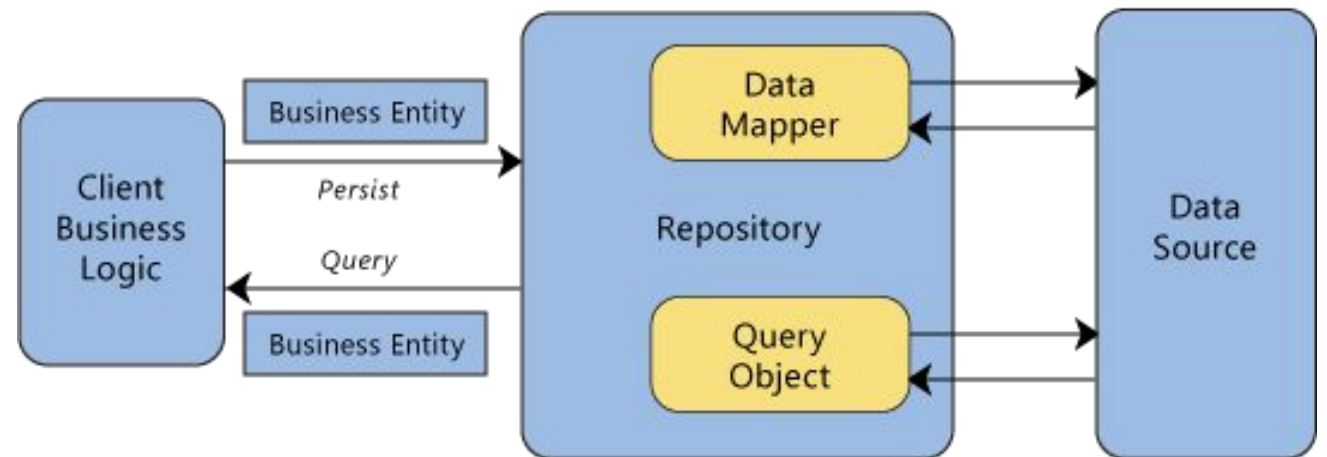 Client
Business
Logic
Business Entity
Persist
Query
Business Entity
Data
Mapper
Repository
Query
Object
Data
Source